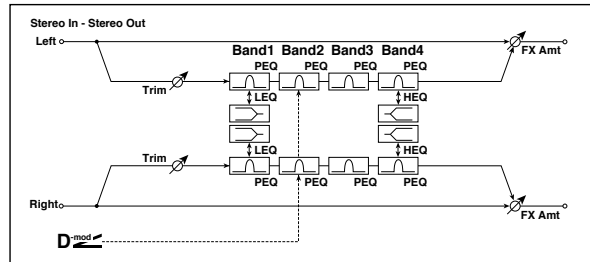 Stereo In - Stereo Out
Left
Band1 Band2 Band3 Band4
FX Amt
PEQ PEQ PEQ PEQ
Trim
LEQ HEQ
LEQ HEQ
Trim
PEQ PEQ PEQ PEQ
Right
FX Amt
D-mod